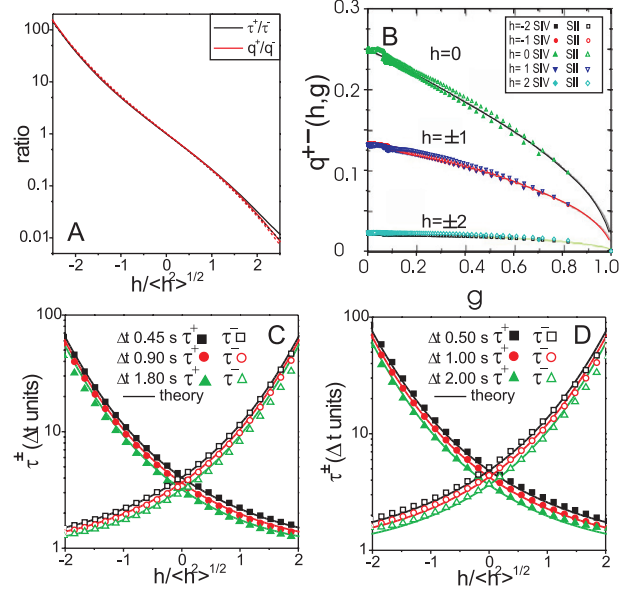 100
10
1
0.1
0.01
ratio
τ⁺/τ⁻
q⁺/q⁻
A
-2 -1 0 1 2
h/<h²>^1/2
0.25
0.13
0
q⁺⁻(h,g)
B
h=0
h=±1
h=±2
h=-2 SIV SII
h=-1 SIV SII
h= 0 SIV SII
h= 1 SIV SII
h= 2 SIV SII
0 0.2 0.4 0.6 0.8 1.0
g
100
10
1
τ±(Δt units)
C
Δt 0.45 s τ⁺ τ⁻
Δt 0.90 s τ⁺ τ⁻
Δt 1.80 s τ⁺ τ⁻
theory
-2 -1 0 1 2
h/<h²>^1/2
100
10
1
τ±(Δt units)
D
Δt 0.50 s τ⁺ τ⁻
Δt 1.00 s τ⁺ τ⁻
Δt 2.00 s τ⁺ τ⁻
theory
-2 -1 0 1 2
h/<h²>^1/2